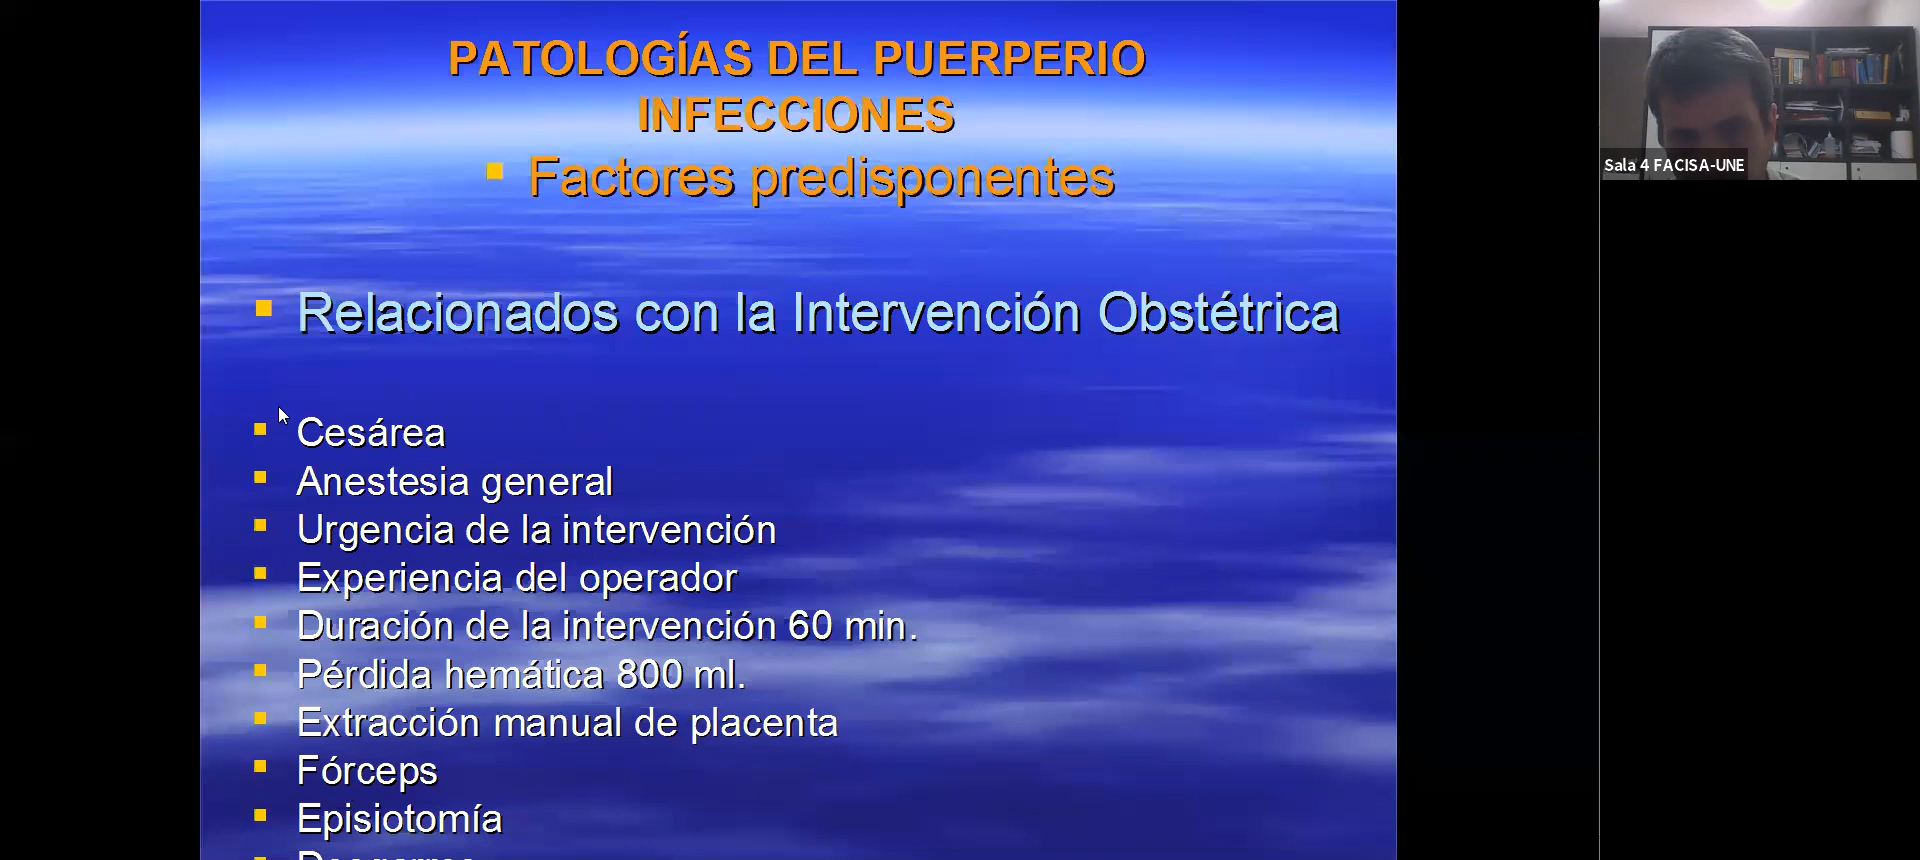 PATOLOGÍAS DEL PUERPERIO
INFECCIONES
Factores predisponentes
Relacionados con la Intervención Obstétrica
Cesárea
Anestesia general
Urgencia de la intervención
Experiencia del operador
Duración de la intervención 60 min.
Pérdida hemática 800 ml.
Extracción manual de placenta
Fórceps
Episiotomía
Sala 4 FACISA-UNE